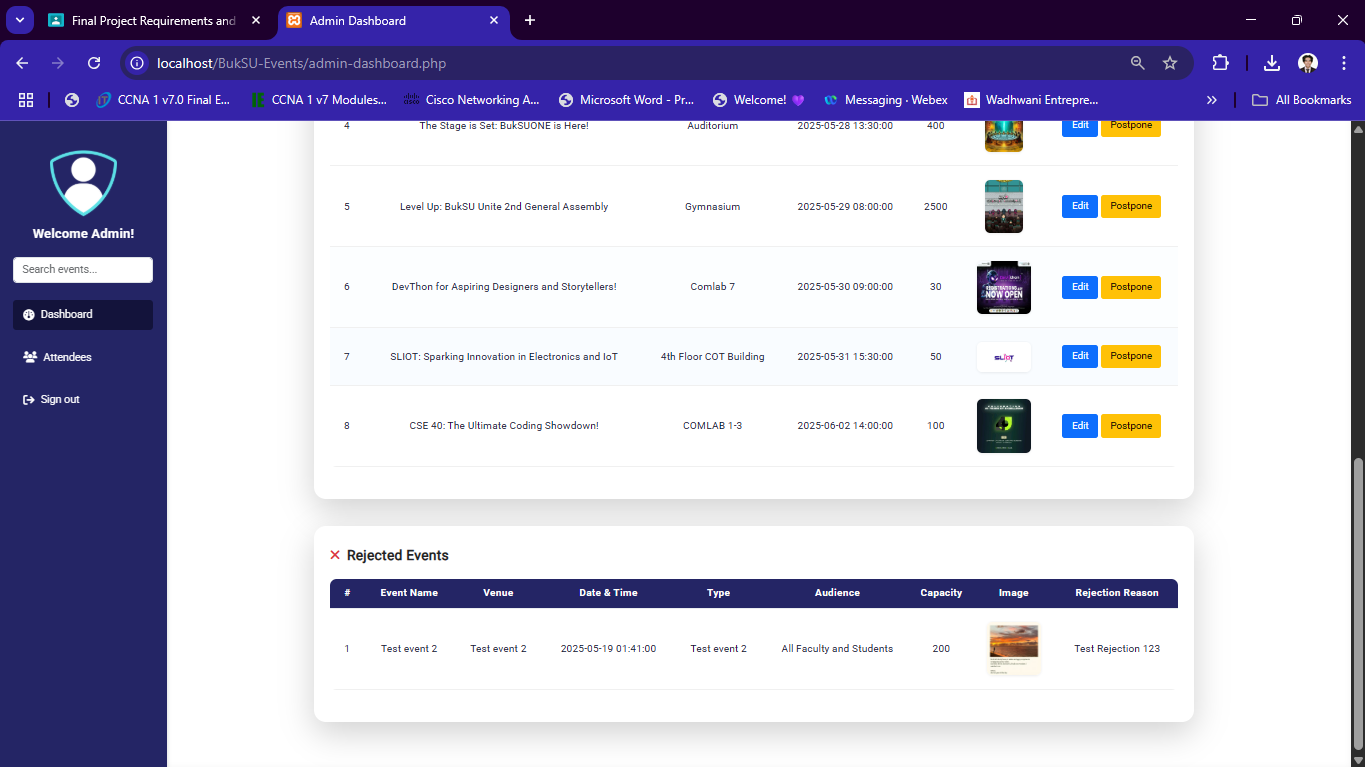 Final Project Requirements and
Admin Dashboard
localhost/BukSU-Events/admin-dashboard.php
CCNA 1 v7.0 Final E...
CCNA 1 v7 Modules...
Cisco Networking A...
Microsoft Word - Pr...
Welcome! 💜
Messaging · Webex
Wadhwani Entrepre...
All Bookmarks
Welcome Admin!
Search events...
Dashboard
Attendees
Sign out
4 The Stage is Set: BukSUONE is Here! Auditorium 2025-05-28 13:30:00 400 Edit Postpone
5 Level Up: BukSU Unite 2nd General Assembly Gymnasium 2025-05-29 08:00:00 2500 Edit Postpone
6 DevThon for Aspiring Designers and Storytellers! Comlab 7 2025-05-30 09:00:00 30 Edit Postpone
NOW OPEN
7 SLIOT: Sparking Innovation in Electronics and IoT 4th Floor COT Building 2025-05-31 15:30:00 50 Edit Postpone
8 CSE 40: The Ultimate Coding Showdown! COMLAB 1-3 2025-06-02 14:00:00 100 Edit Postpone
Rejected Events
# Event Name Venue Date & Time Type Audience Capacity Image Rejection Reason
1 Test event 2 Test event 2 2025-05-19 01:41:00 Test event 2 All Faculty and Students 200 Test Rejection 123